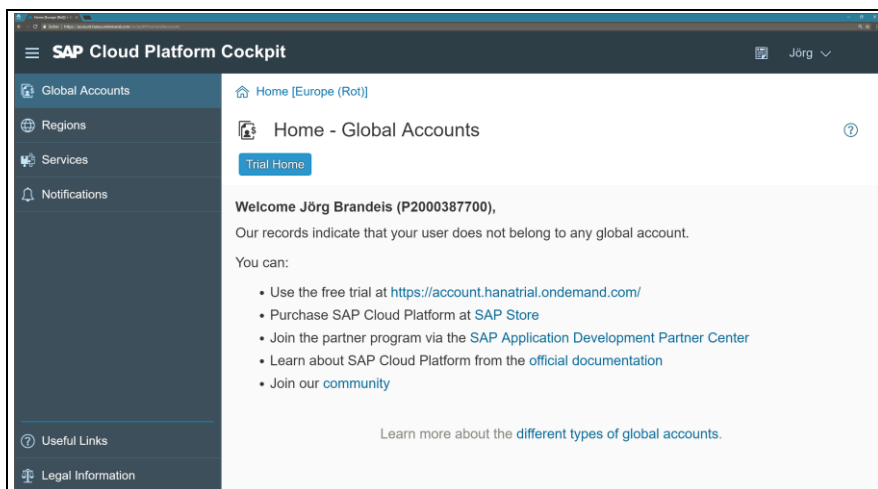 SAP Cloud Platform Cockpit
Jörg
Global Accounts
Regions
Services
Notifications
Useful Links
Legal Information
Home [Europe (Rot)]
Home - Global Accounts
Trial Home
Welcome Jörg Brandeis (P2000387700),
Our records indicate that your user does not belong to any global account.
You can:
• Use the free trial at https://account.hanatrial.ondemand.com/
• Purchase SAP Cloud Platform at SAP Store
• Join the partner program via the SAP Application Development Partner Center
• Learn about SAP Cloud Platform from the official documentation
• Join our community
Learn more about the different types of global accounts.